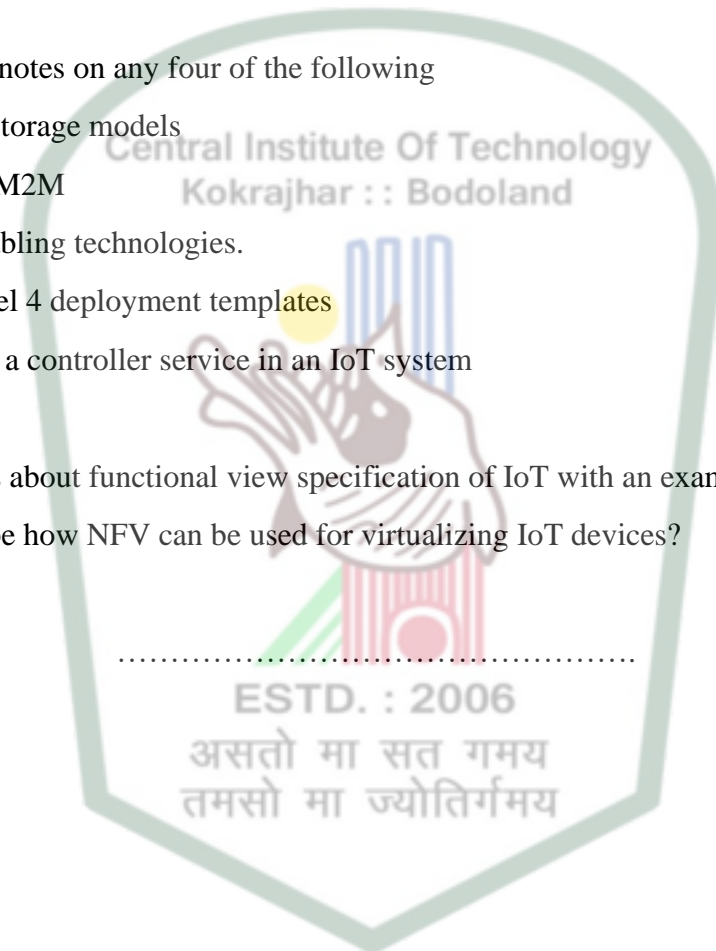 notes on any four of the following
torage models
Central Institute Of Technology
M2M
Kokrajhar : : Bodoland
bling technologies.
el 4 deployment templates
a controller service in an IoT system
about functional view specification of IoT with an exam
e how NFV can be used for virtualizing IoT devices?
……………………………………………….
ESTD. : 2006
असतो मा सत गमय
तमसो मा ज्योतिर्गमय